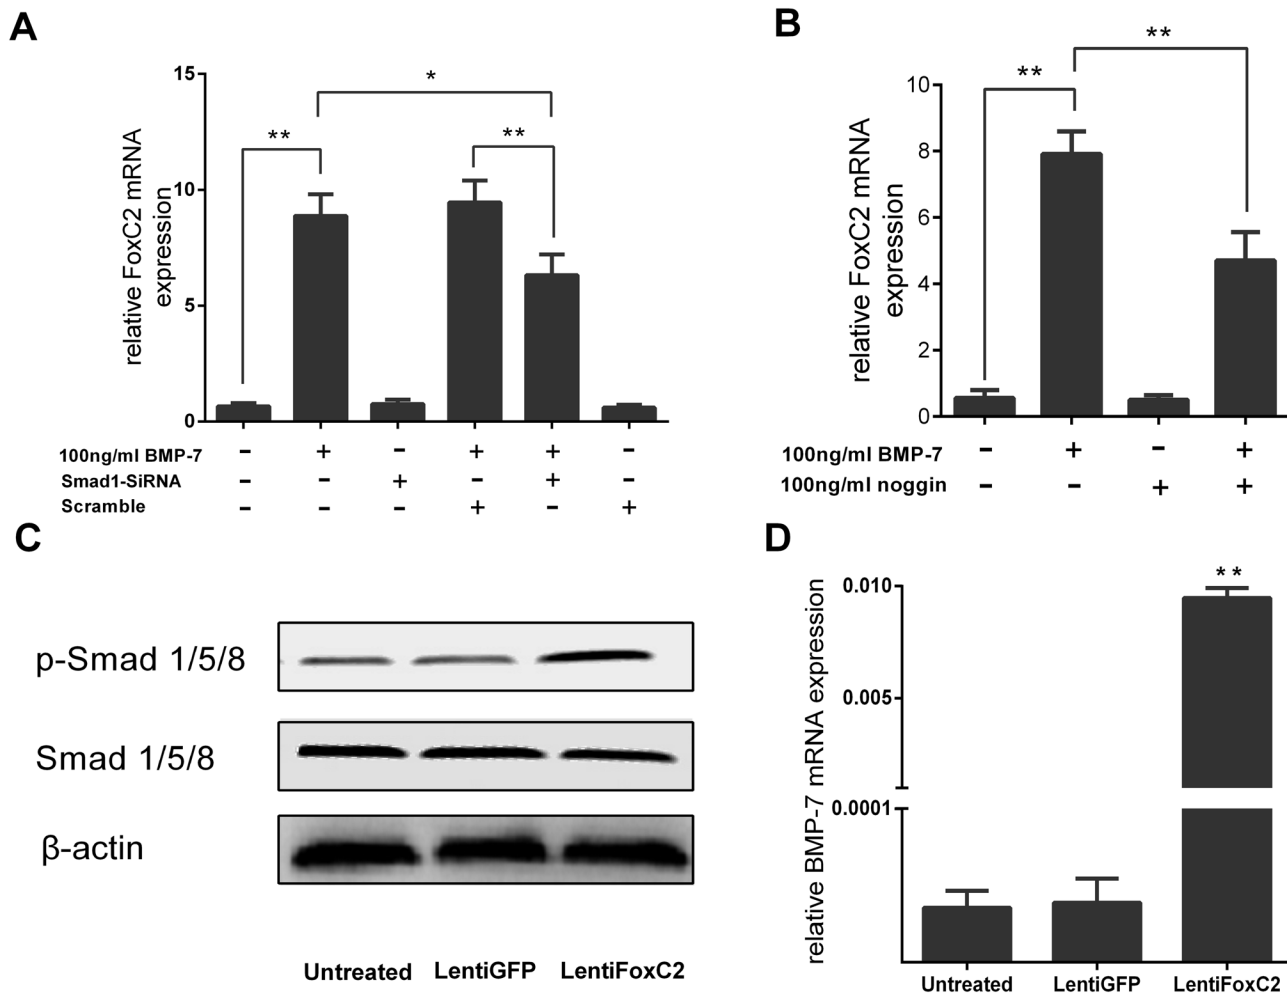 A
relative FoxC2 mRNA
expression
15
10
5
0
**
*
**
100ng/ml BMP-7 - + - + + -
Smad1-SiRNA - - + - + -
Scramble - - - + - +
B
relative FoxC2 mRNA
expression
10
8
6
4
2
0
**
**
100ng/ml BMP-7 - + - +
100ng/ml noggin - - + +
C
p-Smad 1/5/8
Smad 1/5/8
β-actin
Untreated LentiGFP LentiFoxC2
D
relative BMP-7 mRNA expression
0.010
0.005
0.0001
**
Untreated LentiGFP LentiFoxC2